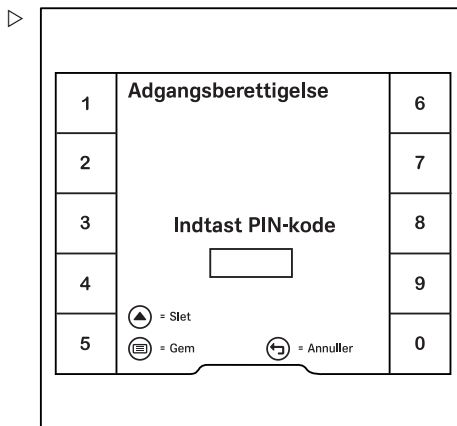 Adgangsberettigelse
1
2
3
4
5
6
7
8
9
0
Indtast PIN-kode
= Slet
= Gem
= Annuller